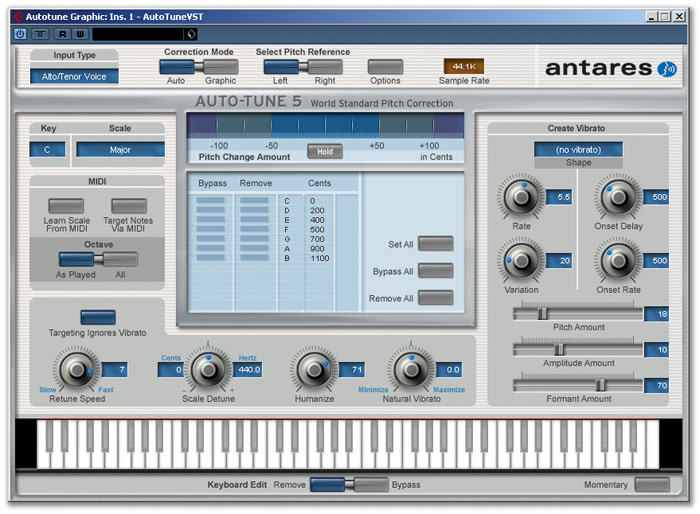 Autotune Graphic: Ins. 1 - AutoTuneVST
R W
Input Type
Alto/Tenor Voice
Correction Mode
Auto Graphic
Select Pitch Reference
Left Right
Options
44.1K
Sample Rate
antares
AUTO-TUNE 5 World Standard Pitch Correction
Key Scale
C Major
-100 -50 +50 +100
Pitch Change Amount Hold in Cents
MIDI
Learn Scale From MIDI
Target Notes Via MIDI
Octave
As Played All
Bypass Remove Cents
C 0
D 200
E 400
F 500
G 700
A 900
B 1100
Set All
Bypass All
Remove All
Create Vibrato
(no vibrato)
Shape
5.5 500
Rate Onset Delay
20 500
Variation Onset Rate
18
Pitch Amount
10
Amplitude Amount
70
Formant Amount
Targeting Ignores Vibrato
7
Slow Fast
Retune Speed
Cents Hertz
0 440.0
- +
Scale Detune
71
Humanize
0.0
Minimize Maximize
Natural Vibrato
Keyboard Edit Remove Bypass
Momentary